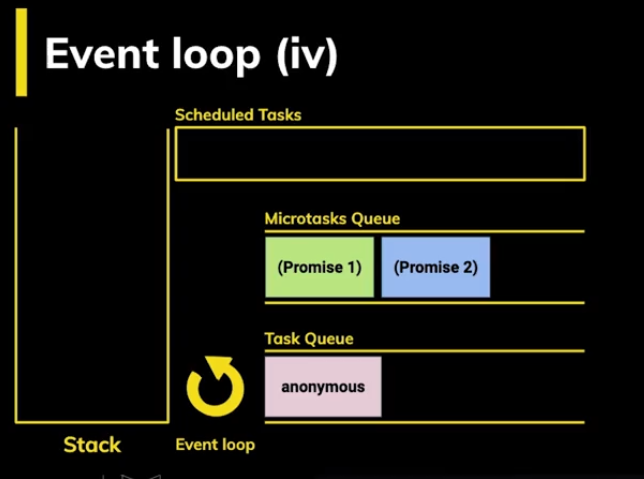 Event loop (iv)
Scheduled Tasks
Microtasks Queue
(Promise 1) (Promise 2)
Task Queue
anonymous
Stack
Event loop